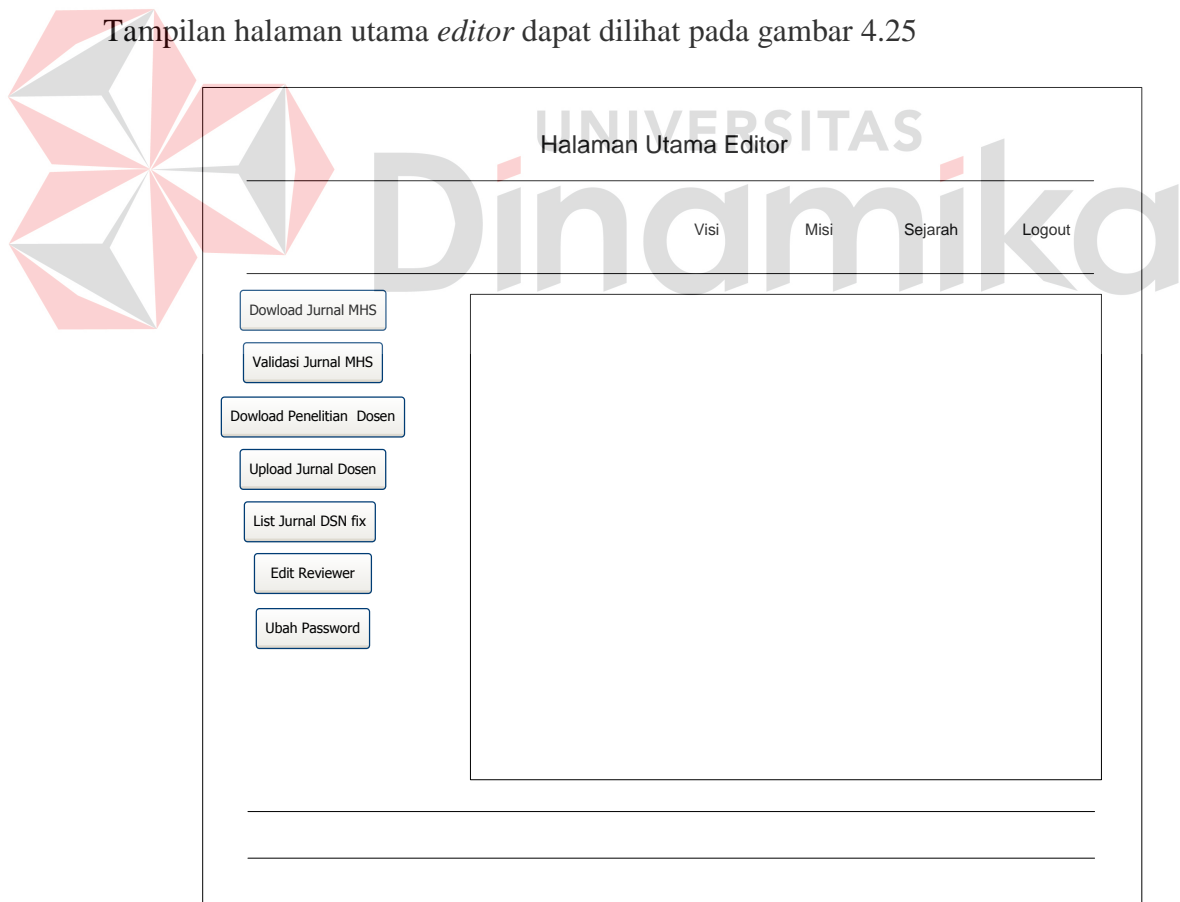 Tampilan halaman utama editor dapat dilihat pada gambar 4.25
UNIVERSITAS
Dinamika
Halaman Utama Editor
Visi Misi Sejarah Logout
Dowload Jurnal MHS
Validasi Jurnal MHS
Dowload Penelitian Dosen
Upload Jurnal Dosen
List Jurnal DSN fix
Edit Reviewer
Ubah Password